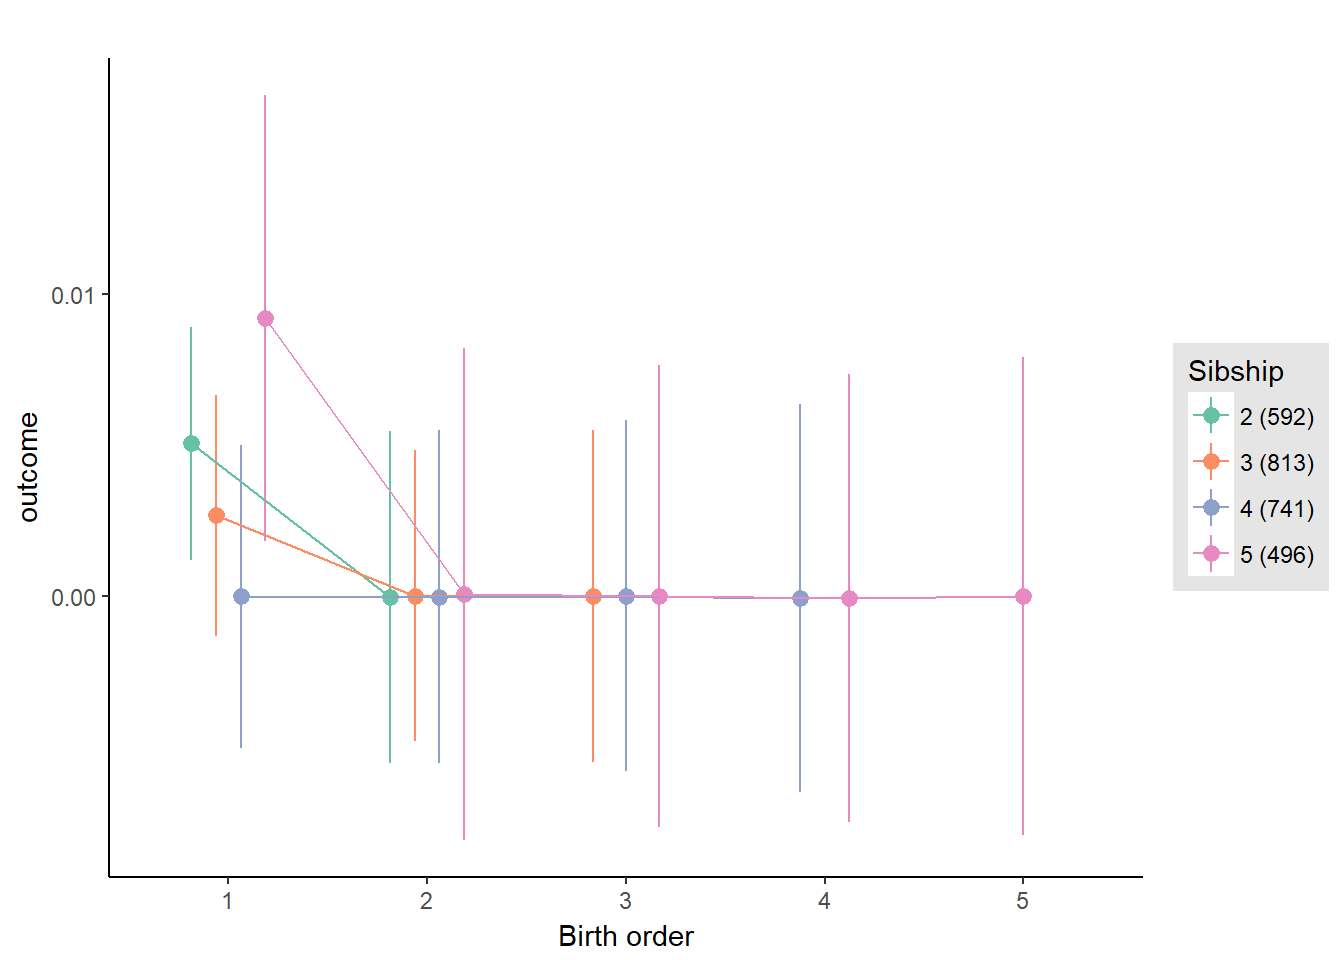 outcome
0.01
0.00
1 2 3 4 5
Birth order
Sibship
2 (592)
3 (813)
4 (741)
5 (496)